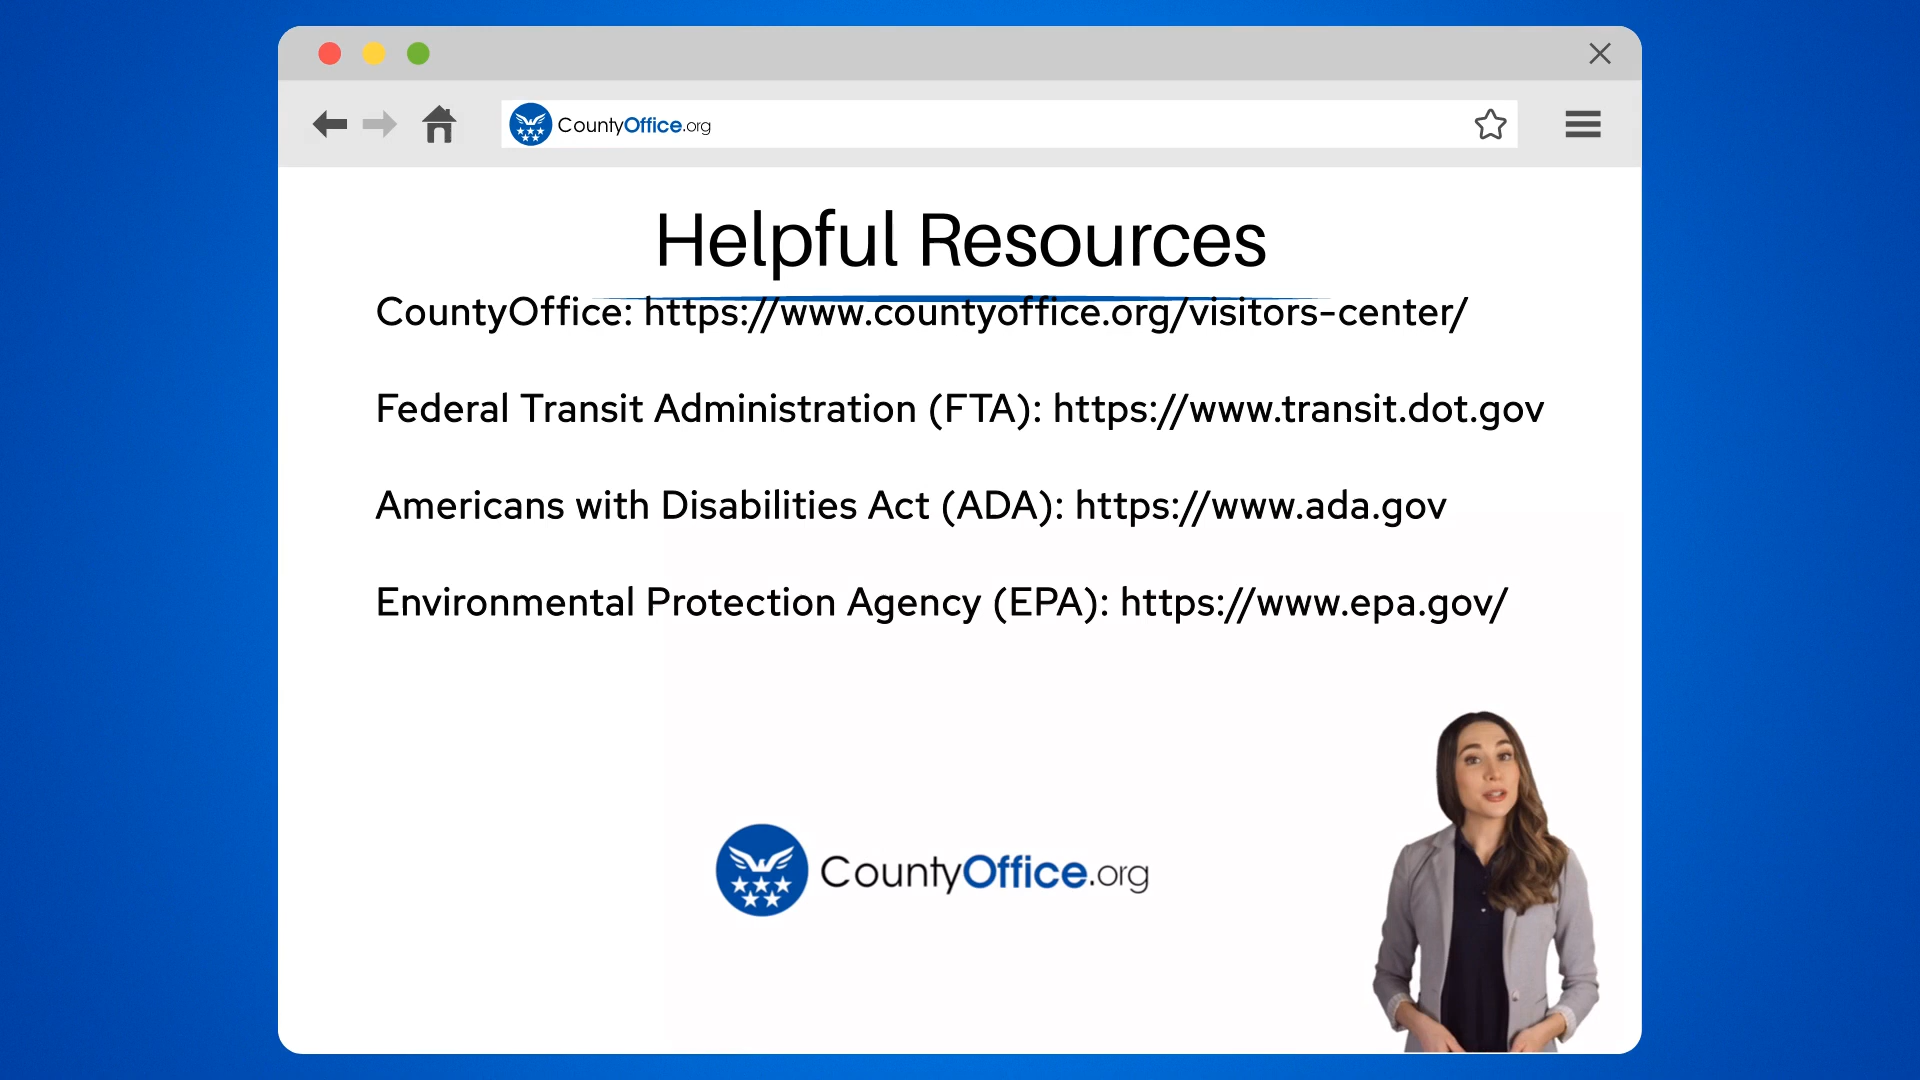 CountyOffice.org
Helpful Resources
CountyOffice: https://www.countyoffice.org/visitors-center/
Federal Transit Administration (FTA): https://www.transit.dot.gov
Americans with Disabilities Act (ADA): https://www.ada.gov
Environmental Protection Agency (EPA): https://www.epa.gov/
CountyOffice.org